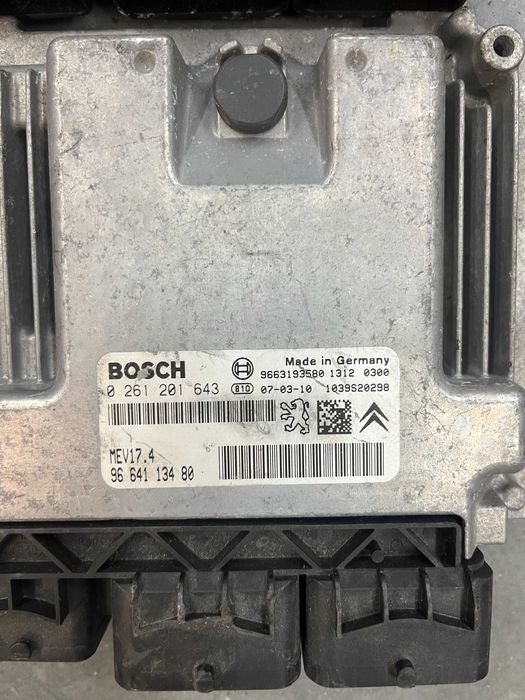 BOSCH
Made in Germany
9663193580 1312 0300
0 261 201 643 810 07-03-10 1039S20298
MEV17.4
96 641 134 80